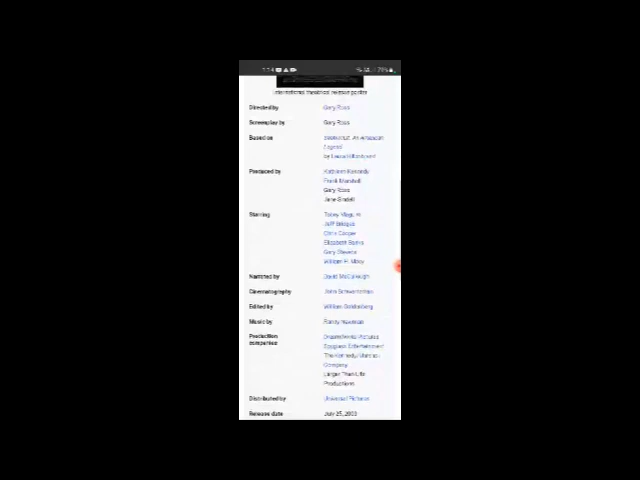 International theatrical release poster
Directed by Gary Ross
Screenplay by Gary Ross
Based on Seabiscuit: An American
Legend
by Laura Hillenbrand
Produced by Kathleen Kennedy
Frank Marshall
Gary Ross
Jane Sindell
Starring Tobey Maguire
Jeff Bridges
Chris Cooper
Elizabeth Banks
Gary Stevens
William H. Macy
Narrated by David McCullough
Cinematography John Schwartzman
Edited by William Goldenberg
Music by Randy Newman
Production
companies
DreamWorks Pictures
Spyglass Entertainment
The Kennedy/Marshall
Company
Larger Than Life
Productions
Distributed by Universal Pictures
Release date July 25, 2003